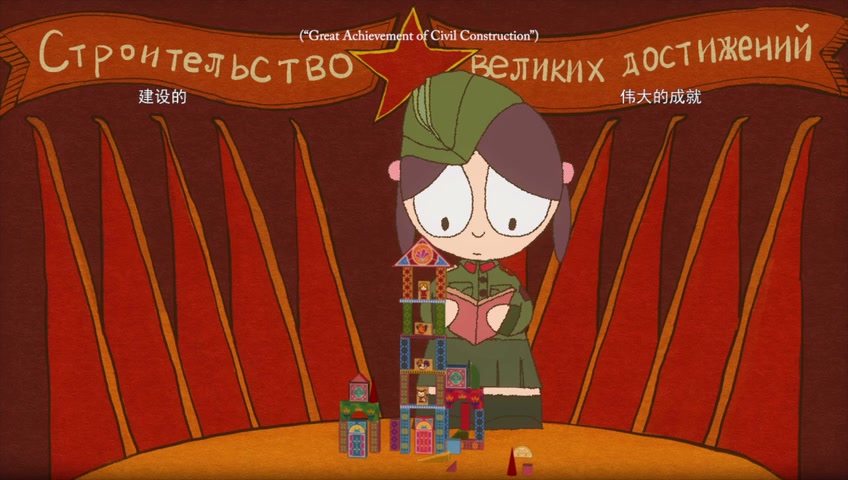 (“Great Achievement of Civil Construction”)
Строительство великих достижений
建设的 伟大的成就